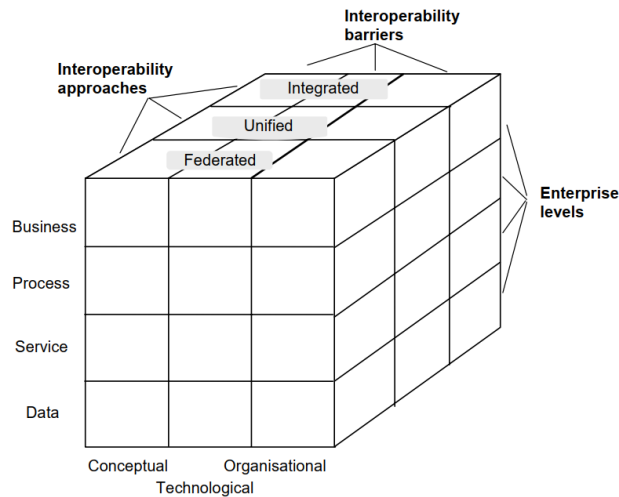 Interoperability
barriers
Interoperability
approaches
Integrated
Unified
Federated
Enterprise
levels
Business
Process
Service
Data
Conceptual
Organisational
Technological